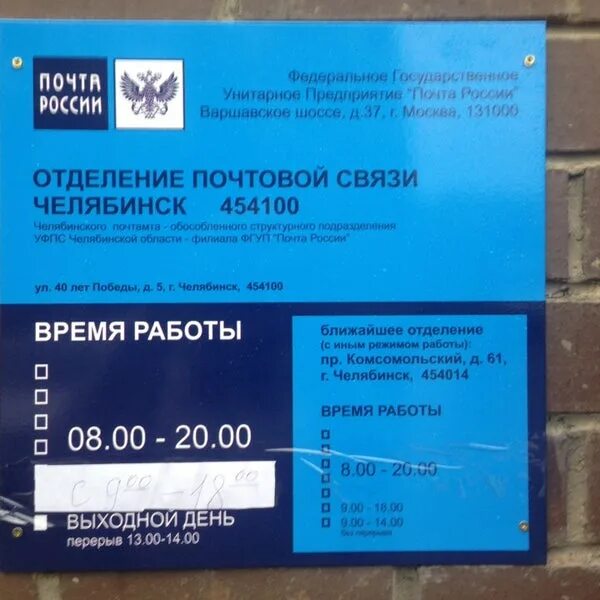 ПОЧТА
РОССИИ
Федеральное Государственное
Унитарное Предприятие "Почта России"
Варшавское шоссе, д.37, г. Москва, 131000
ОТДЕЛЕНИЕ ПОЧТОВОЙ СВЯЗИ
ЧЕЛЯБИНСК 454100
Челябинского почтамта - обособленного структурного подразделения
УФПС Челябинской области - филиала ФГУП "Почта России"
ул. 40 лет Победы, д. 5, г. Челябинск, 454100
ВРЕМЯ РАБОТЫ
08.00 - 20.00
с 9 00 - 18 00
ВЫХОДНОЙ ДЕНЬ
перерыв 13.00-14.00
ближайшее отделение
(с иным режимом работы):
пр. Комсомольский, д. 61,
г. Челябинск, 454014
ВРЕМЯ РАБОТЫ
8.00 - 20.00
9.00 - 18.00
9.00 - 14.00
без перерыва